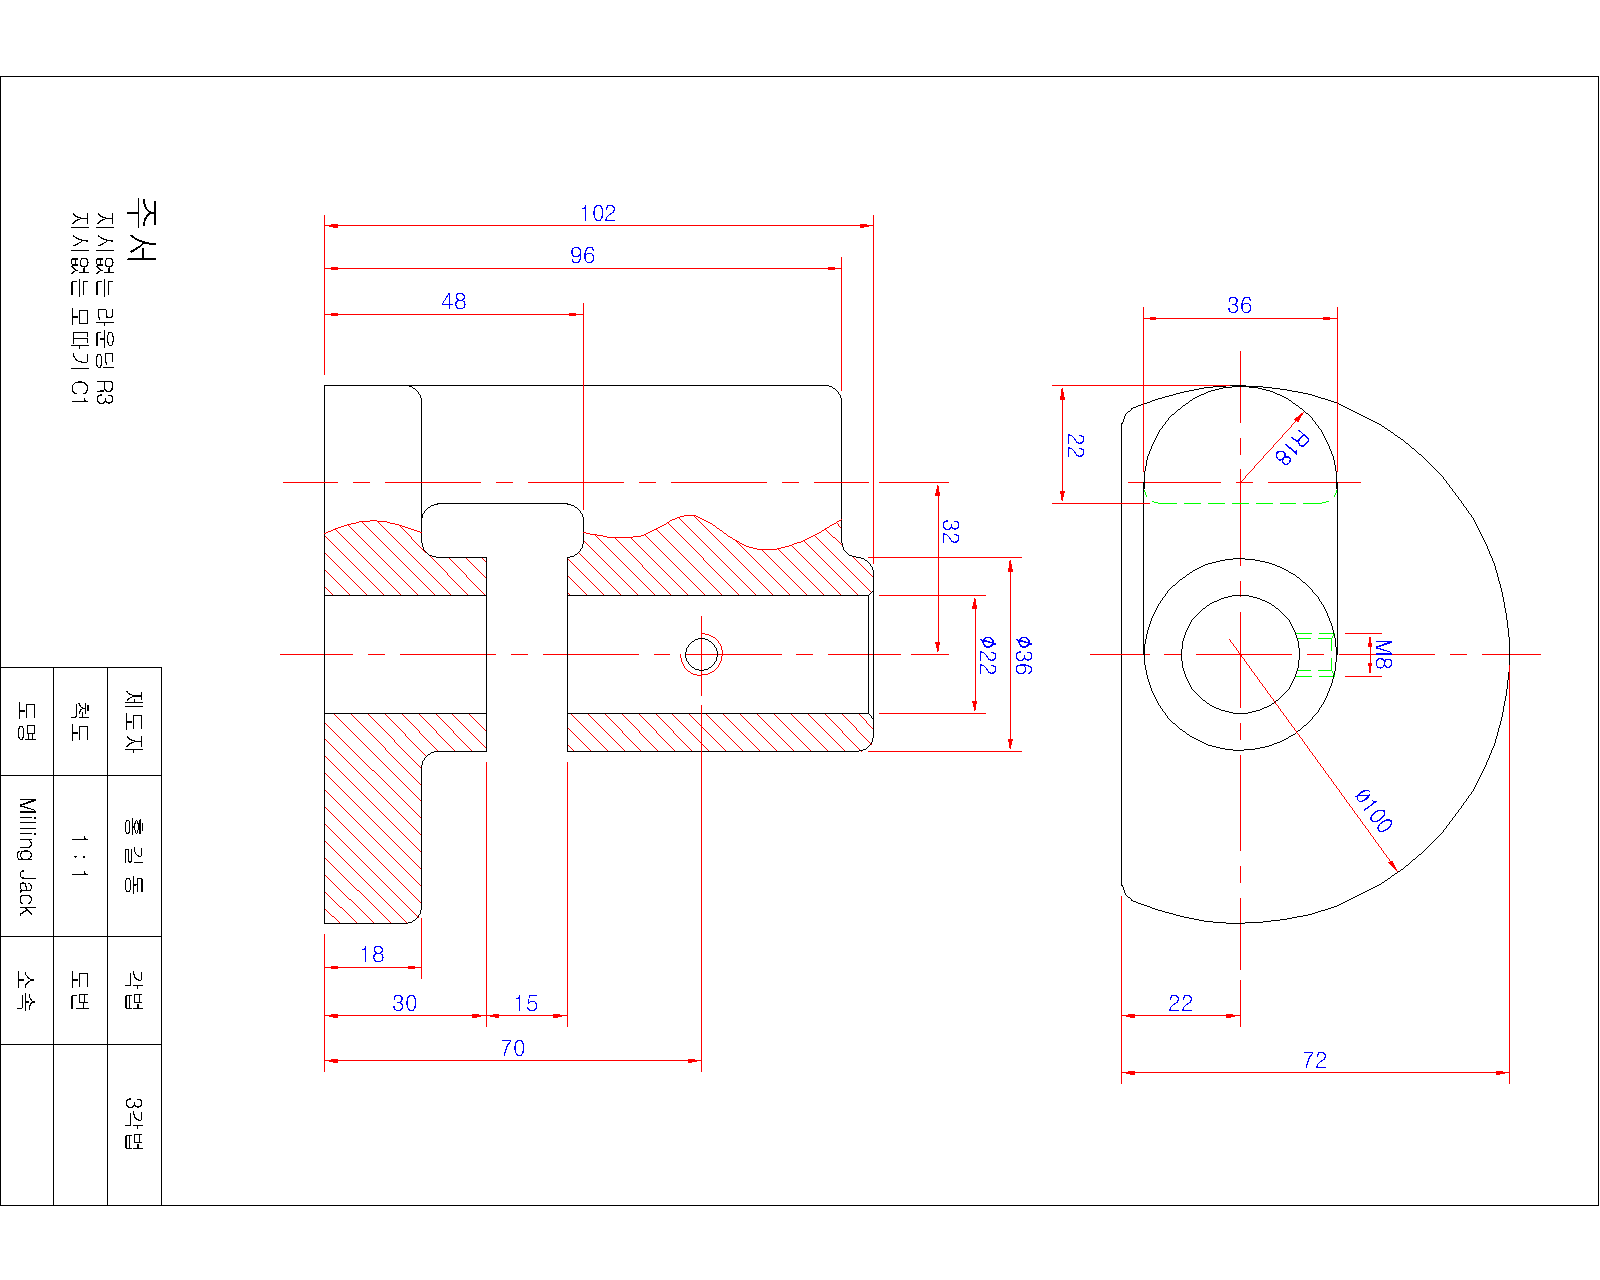 주서
지시없는 라운딩 R3
지시없는 모따기 C1
102
96
48
36
22
R18
32
ϕ22
ϕ36
M8
ø100
18
30
15
70
22
72
제도자 홍길동 각법 3각법
척도 1 : 1 도번
도명 Milling Jack 소속